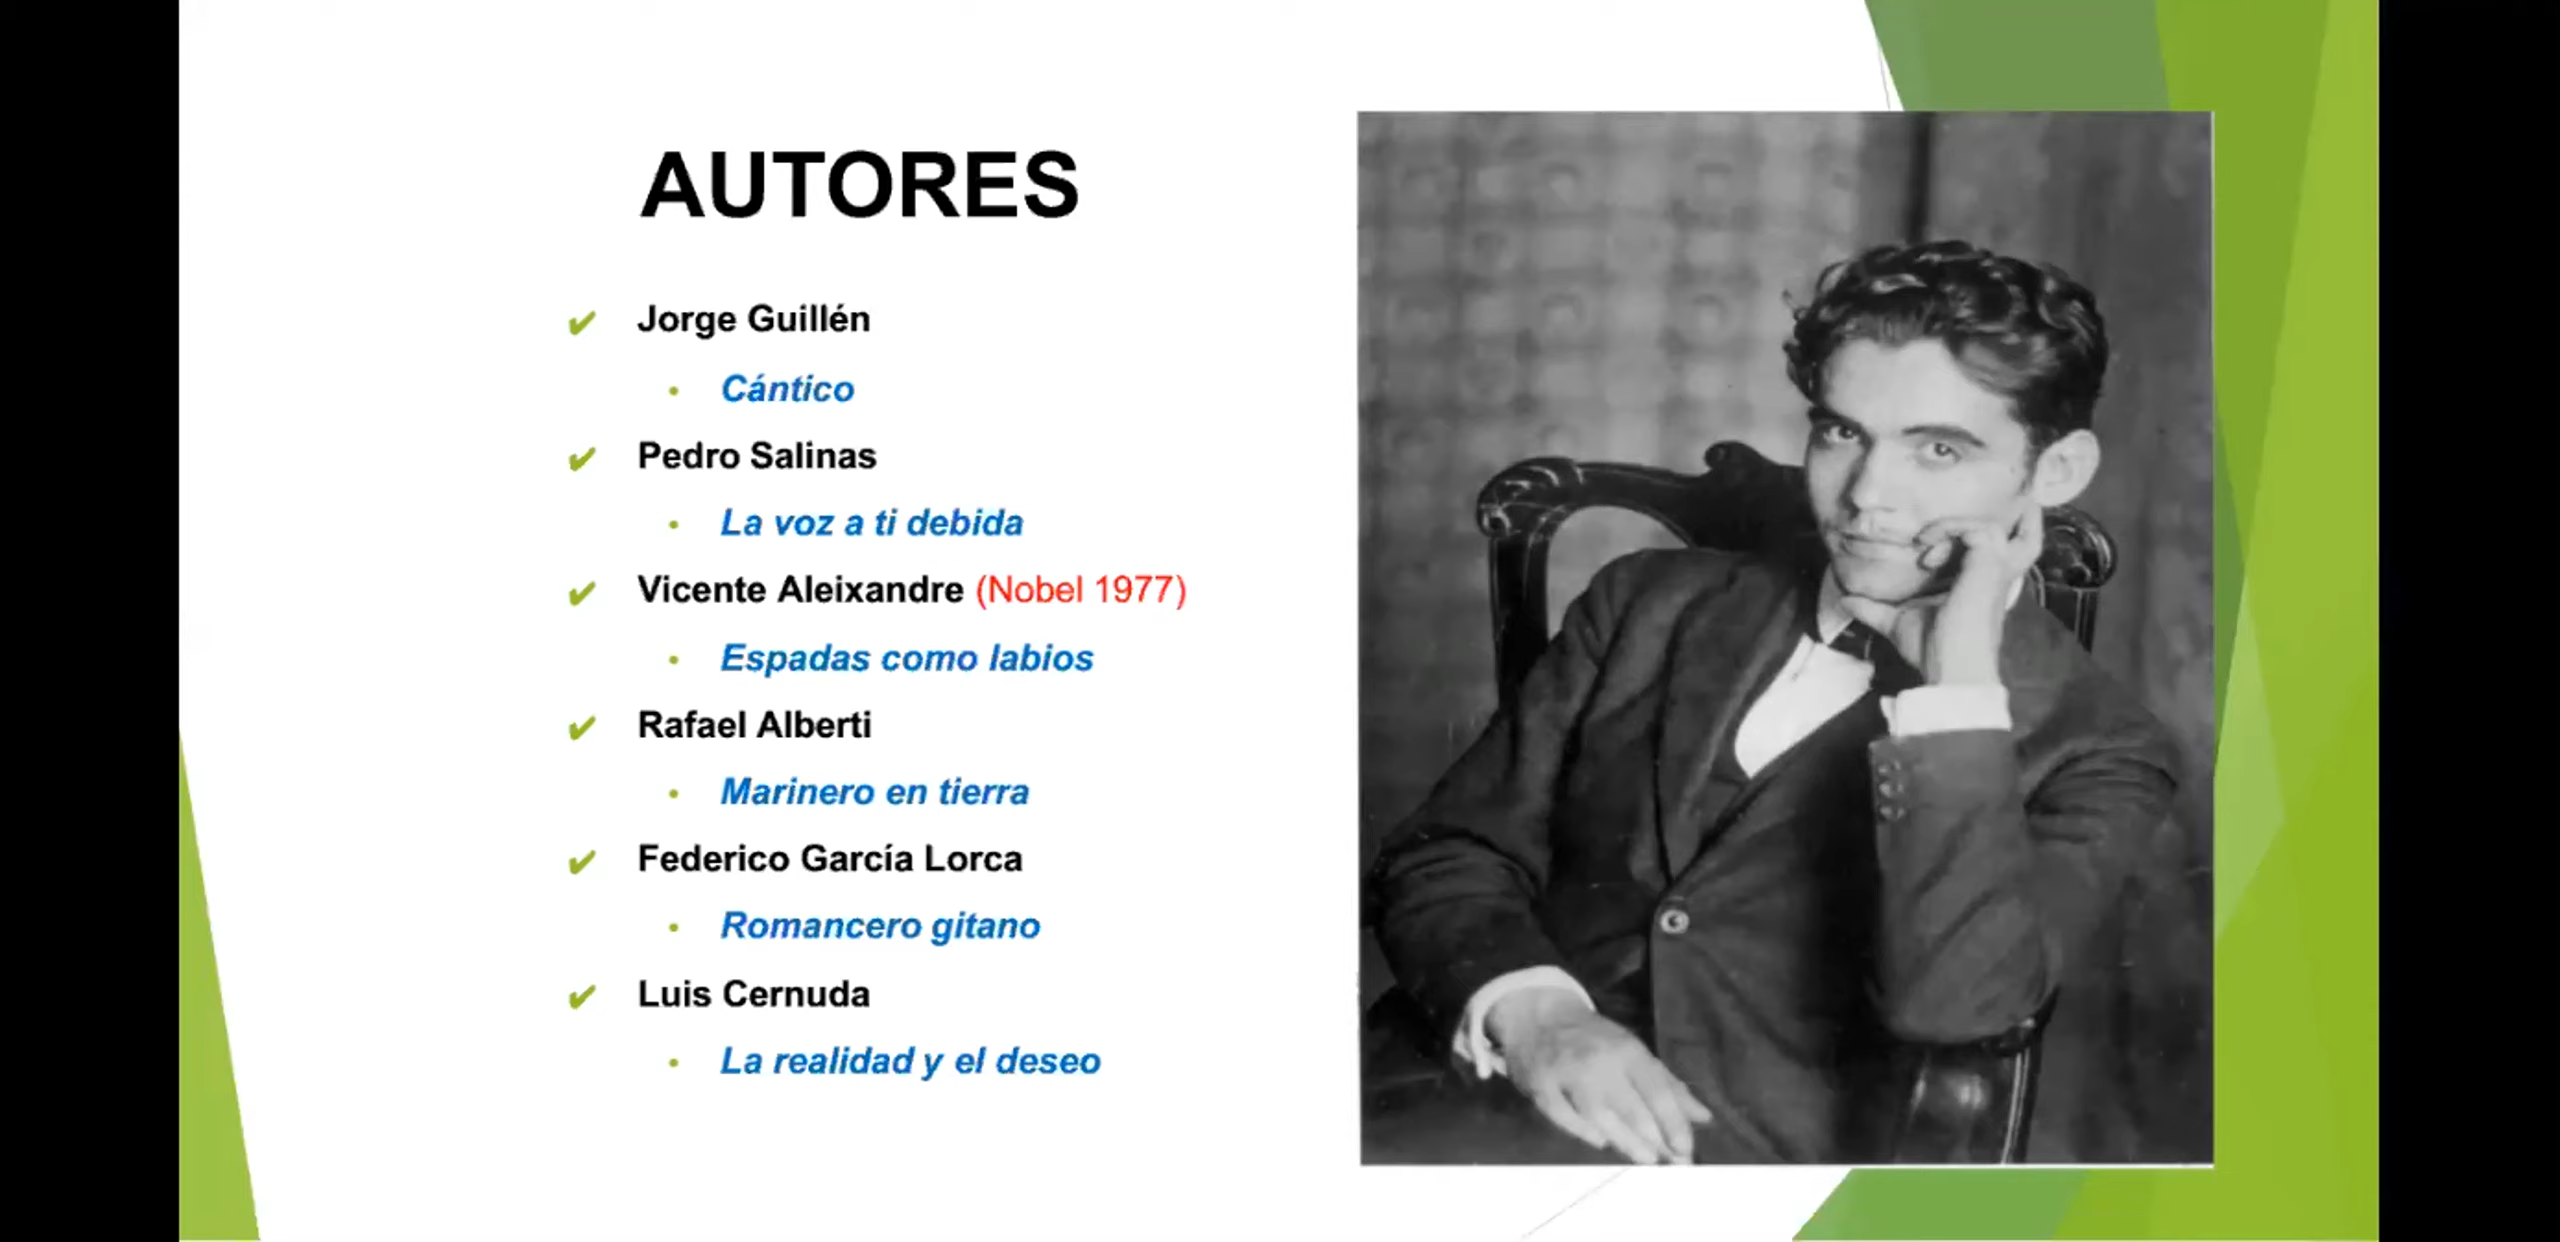 AUTORES
Jorge Guillén
Cántico
Pedro Salinas
La voz a ti debida
Vicente Aleixandre (Nobel 1977)
Espadas como labios
Rafael Alberti
Marinero en tierra
Federico García Lorca
Romancero gitano
Luis Cernuda
La realidad y el deseo